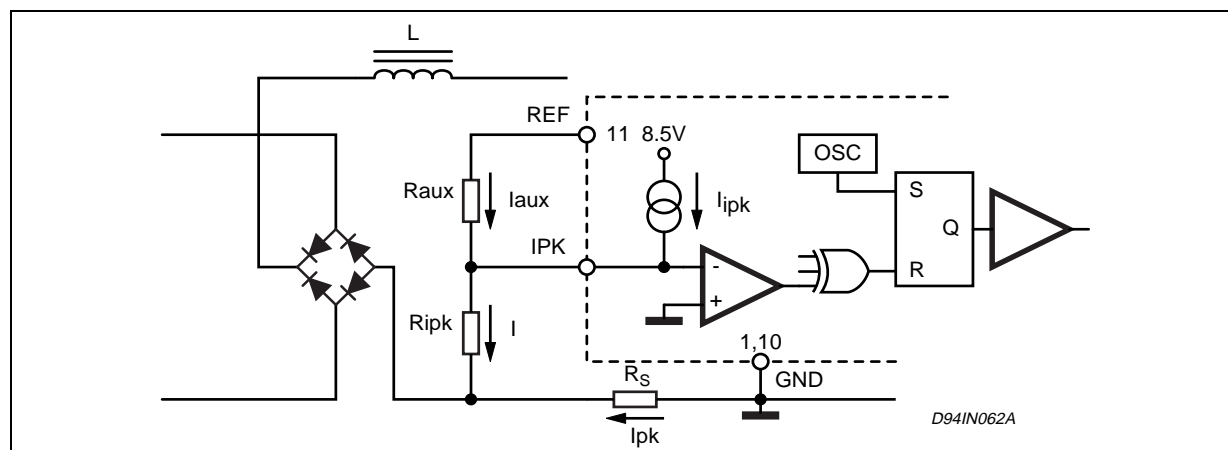 L
REF
11 8.5V
OSC
Raux
Iaux
Iipk
S
Q
R
IPK
-
+
Ripk
I
1,10
GND
RS
Ipk
D94IN062A